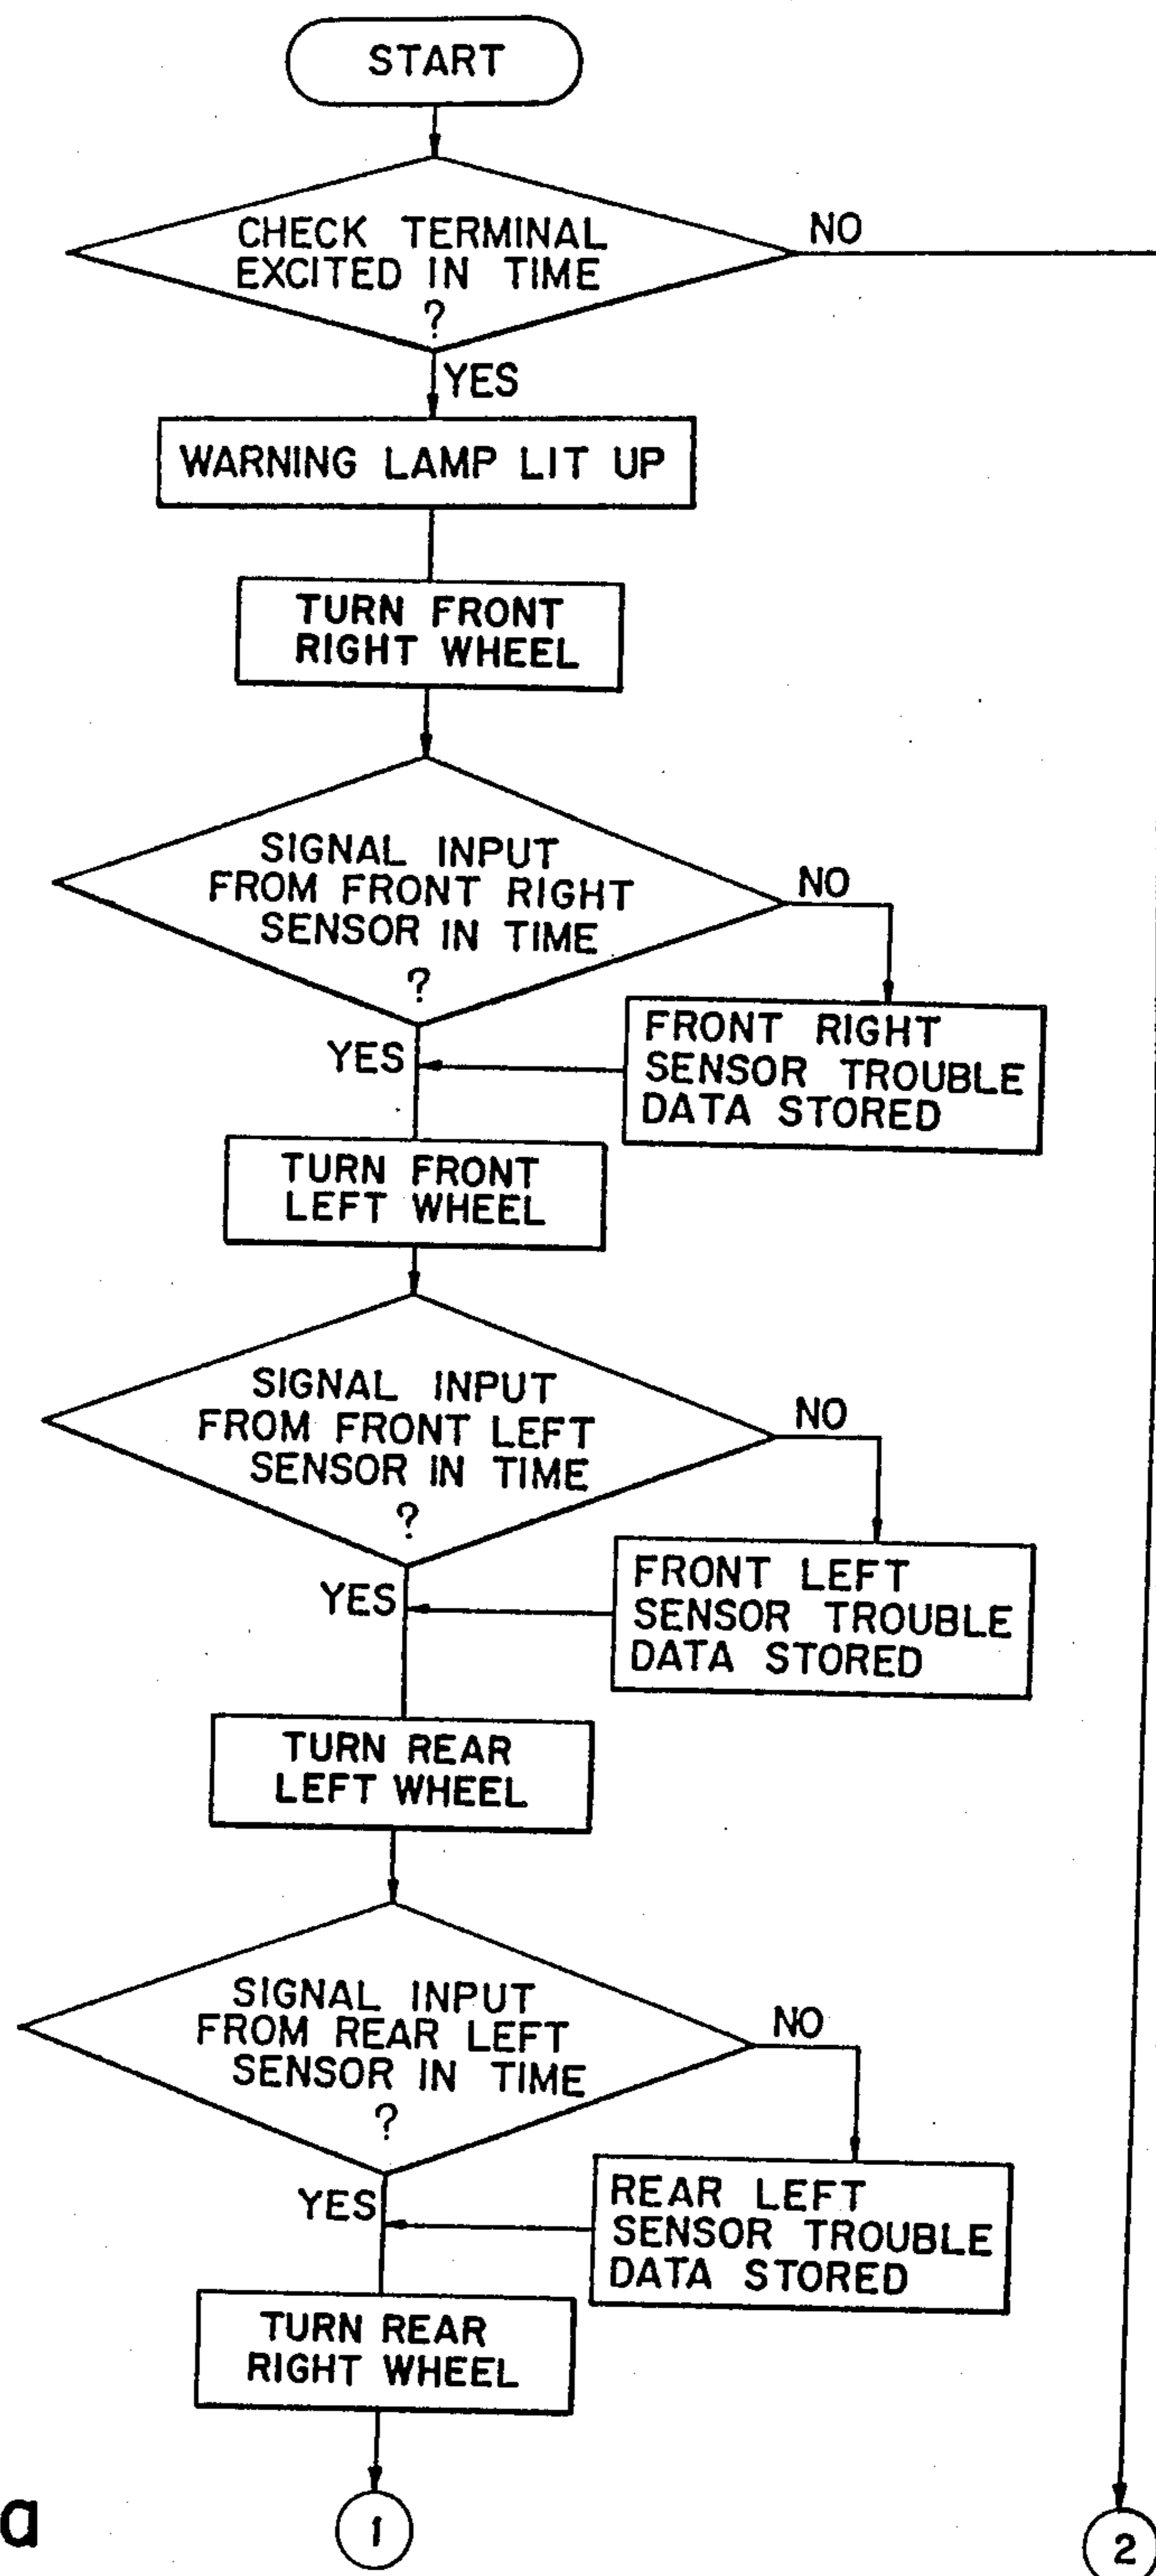 START
CHECK TERMINAL
EXCITED IN TIME
?
NO
YES
WARNING LAMP LIT UP
TURN FRONT
RIGHT WHEEL
SIGNAL INPUT
FROM FRONT RIGHT
SENSOR IN TIME
?
NO
YES
FRONT RIGHT
SENSOR TROUBLE
DATA STORED
TURN FRONT
LEFT WHEEL
SIGNAL INPUT
FROM FRONT LEFT
SENSOR IN TIME
?
NO
YES
FRONT LEFT
SENSOR TROUBLE
DATA STORED
TURN REAR
LEFT WHEEL
SIGNAL INPUT
FROM REAR LEFT
SENSOR IN TIME
?
NO
YES
REAR LEFT
SENSOR TROUBLE
DATA STORED
TURN REAR
RIGHT WHEEL
a
1
2